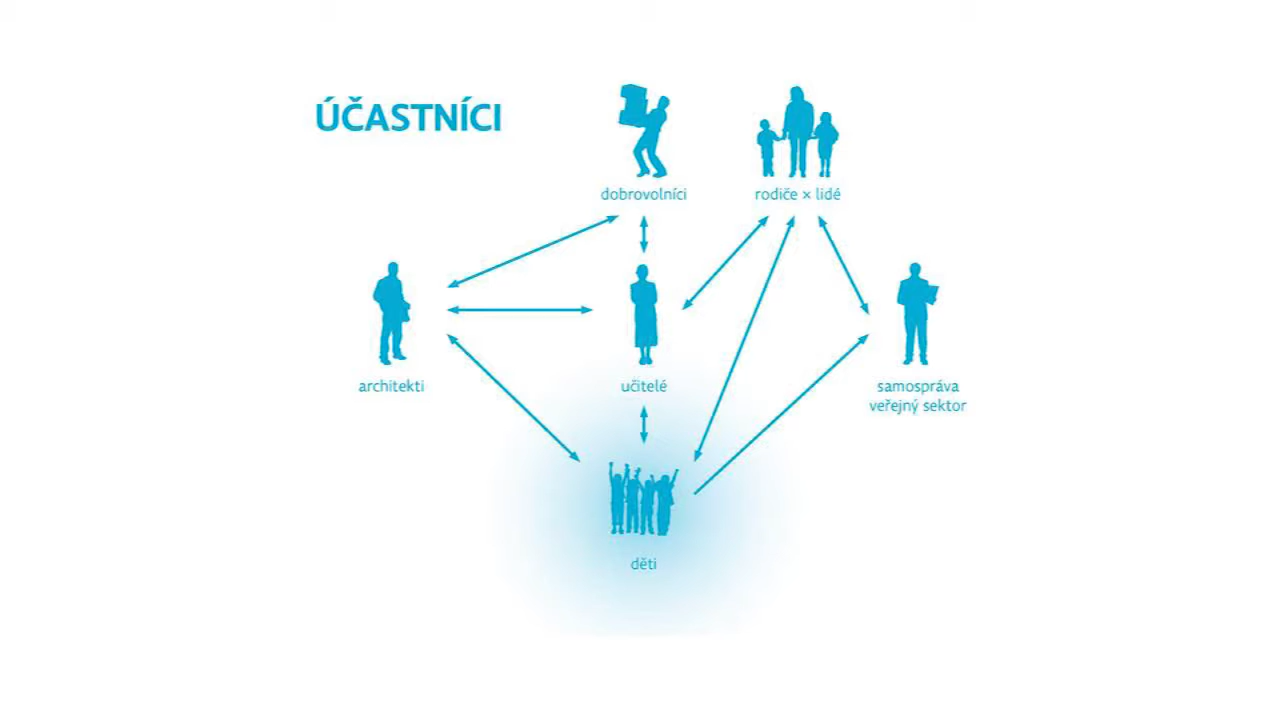 ÚČASTNÍCI
dobrovolníci
rodiče × lidé
architekti
učitelé
samospráva
veřejný sektor
děti